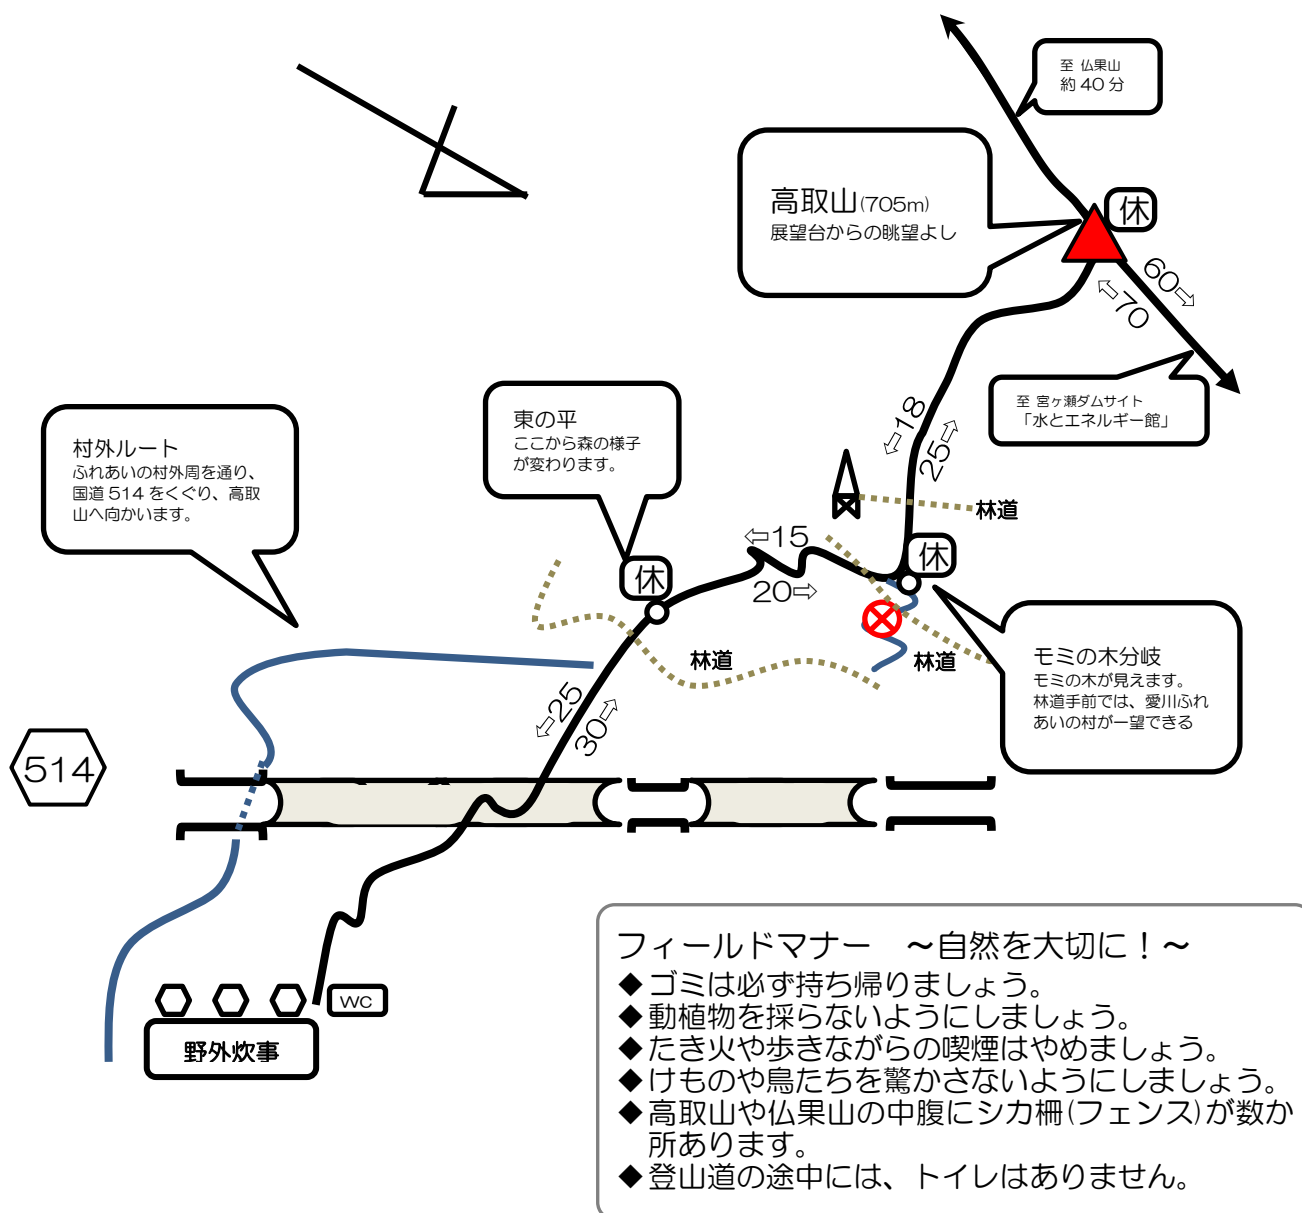 至 仏果山
約 40 分
高取山(705m)
展望台からの眺望よし
休
60⇨
⇦70
至 宮ヶ瀬ダムサイト
「水とエネルギー館」
東の平
ここから森の様子
が変わります。
村外ルート
ふれあいの村外周を通り、
国道 514 をくぐり、高取
山へ向かいます。
⇦18
25⇨
林道
⇦15
20⇨
休
休
林道
林道
モミの木分岐
モミの木が見えます。
林道手前では、愛川ふれ
あいの村が一望できる
⇦25
30⇨
514
WC
野外炊事
フィールドマナー　～自然を大切に！～
◆ゴミは必ず持ち帰りましょう。
◆動植物を採らないようにしましょう。
◆たき火や歩きながらの喫煙はやめましょう。
◆けものや鳥たちを驚かさないようにしましょう。
◆高取山や仏果山の中腹にシカ柵(フェンス)が数か
所あります。
◆登山道の途中には、トイレはありません。